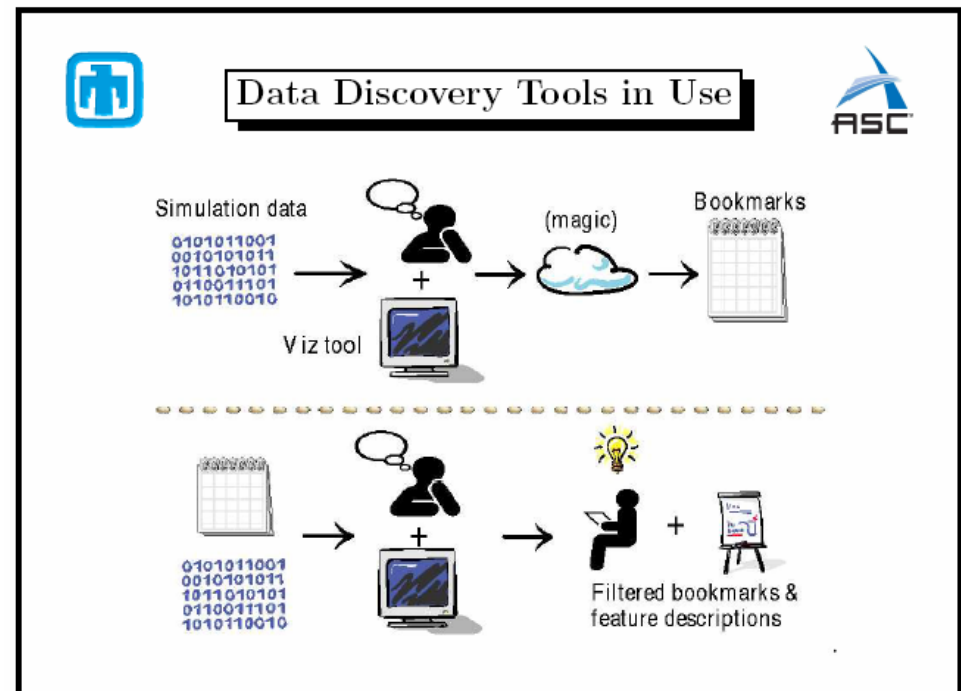 Data Discovery Tools in Use
ASC
Simulation data
0101011001
0010101011
1011010101
0110011101
1010110010
+
Viz tool
(magic)
Bookmarks
0101011001
0010101011
1011010101
0110011101
1010110010
+
+
Filtered bookmarks &
feature descriptions